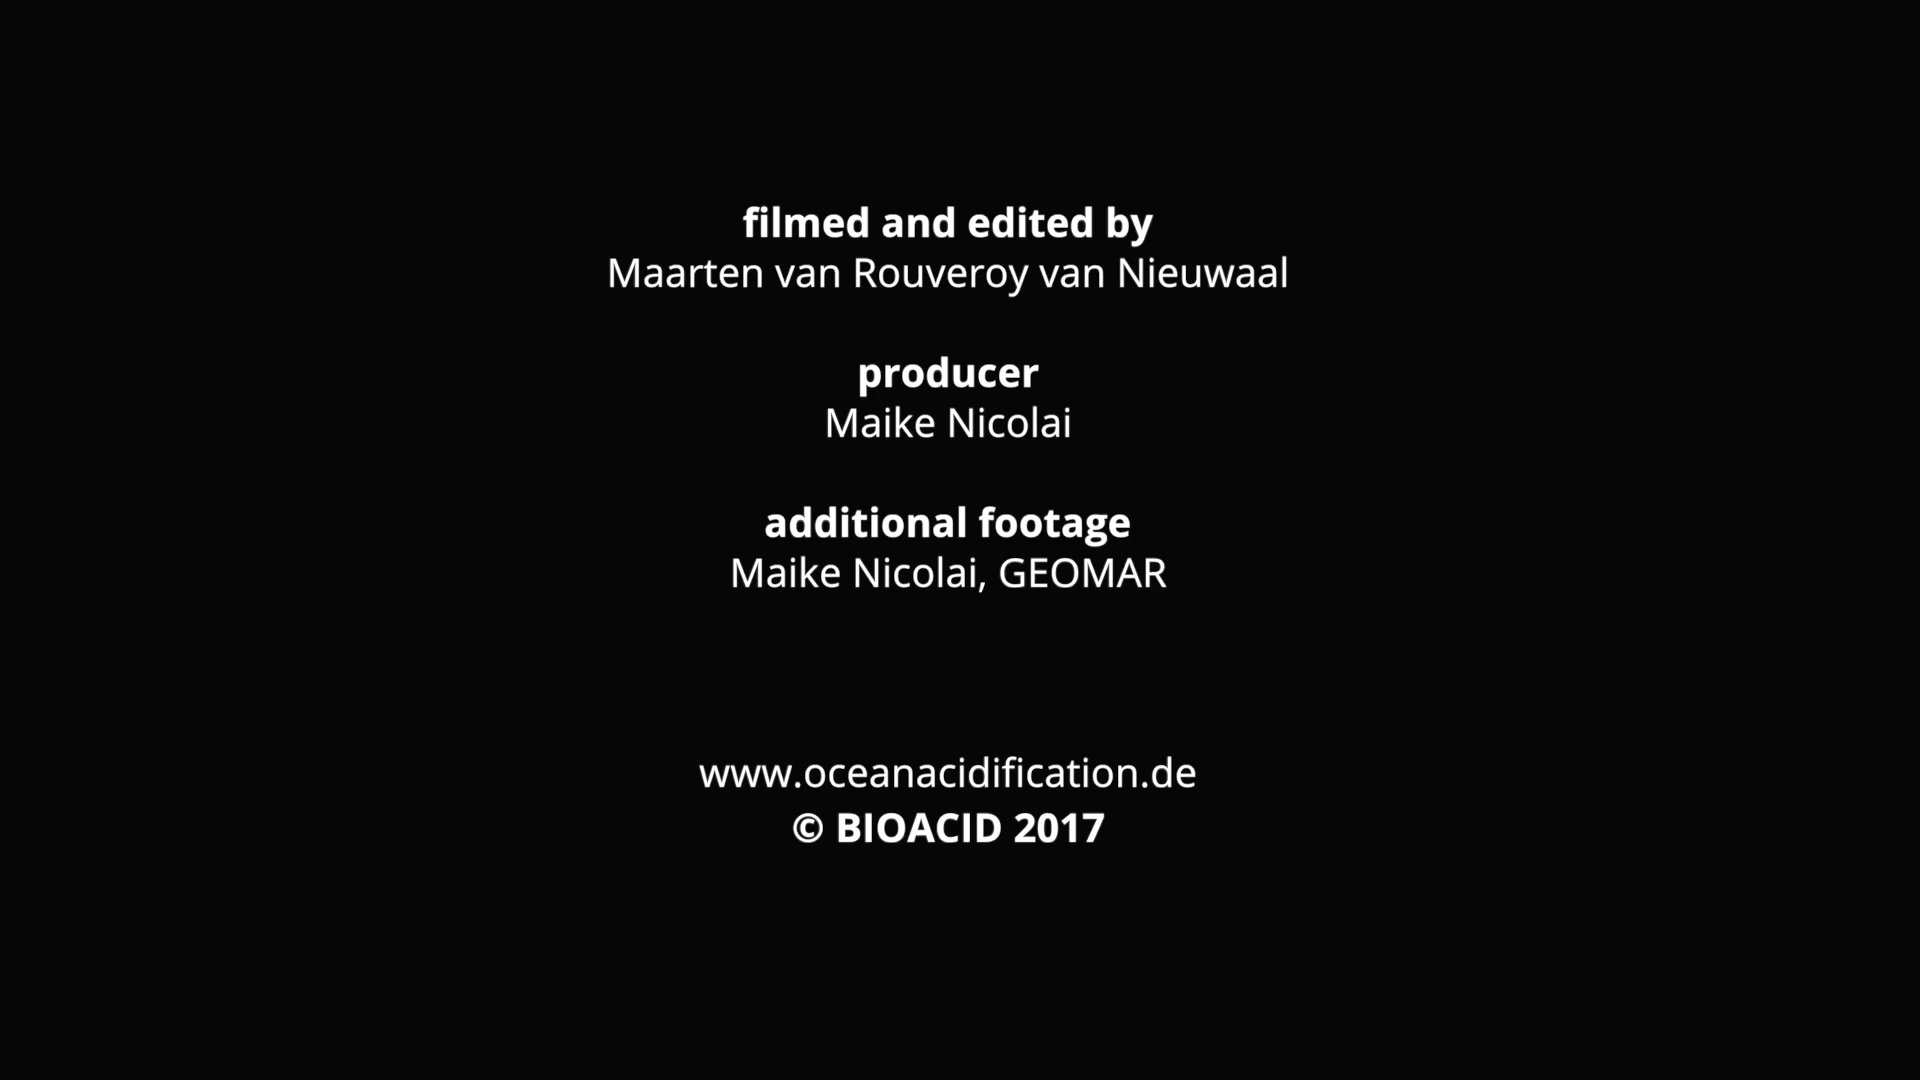 filmed and edited by
Maarten van Rouveroy van Nieuwaal
producer
Maike Nicolai
additional footage
Maike Nicolai, GEOMAR
www.oceanacidification.de
© BIOACID 2017